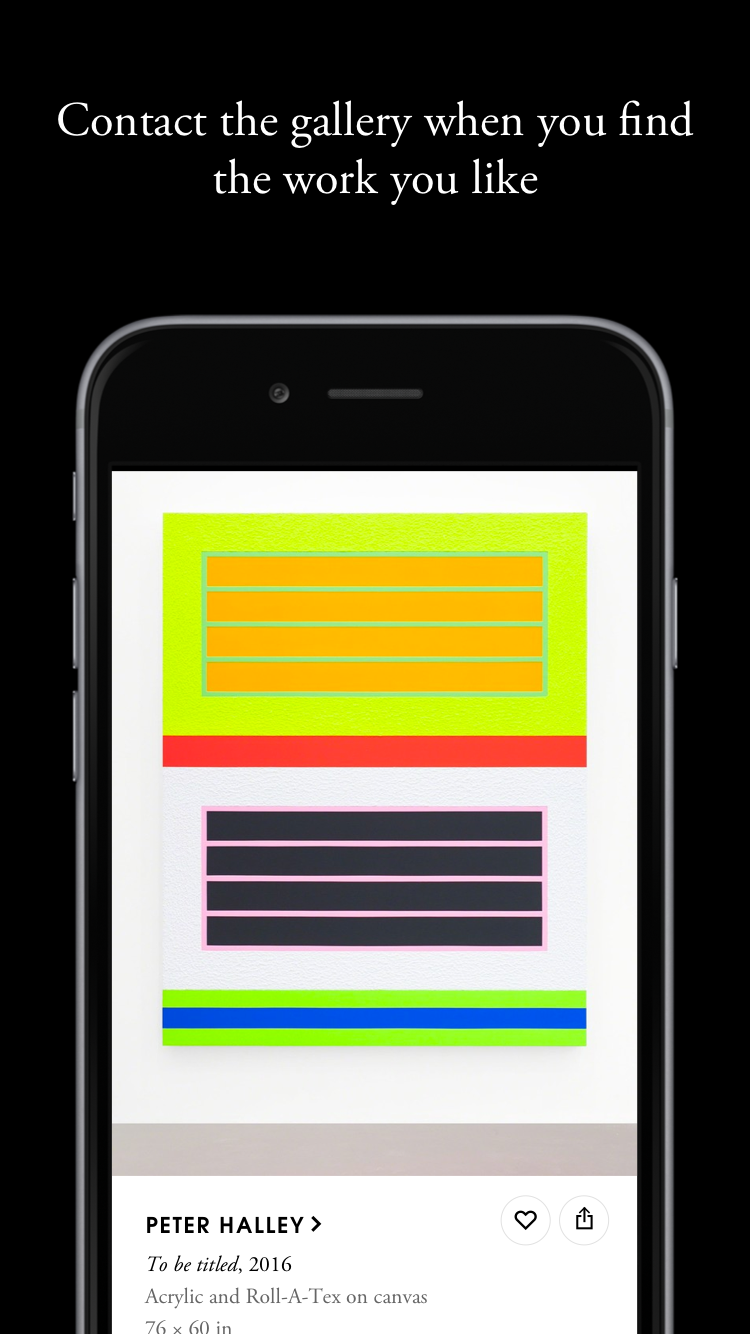 Contact the gallery when you find
the work you like
PETER HALLEY
To be titled, 2016
Acrylic and Roll-A-Tex on canvas
76 × 60 in